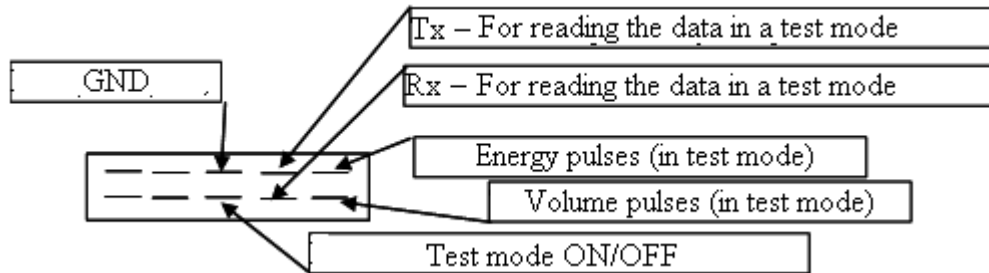 Tx – For reading the data in a test mode
GND
Rx – For reading the data in a test mode
Energy pulses (in test mode)
Volume pulses (in test mode)
Test mode ON/OFF